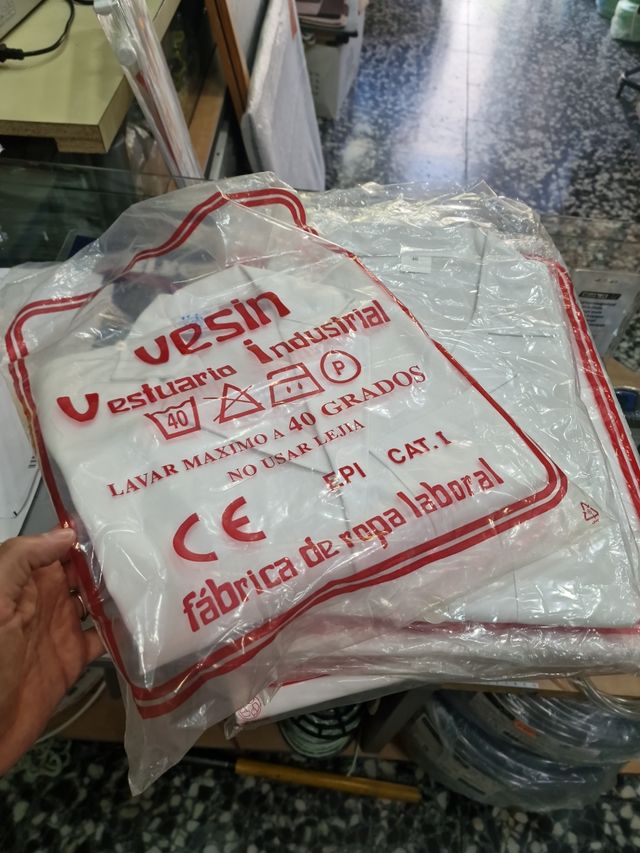 vesin
vestuario industrial
40 P
LAVAR MAXIMO A 40 GRADOS
NO USAR LEJIA
EPI CAT. I
CE
fábrica de ropa laboral